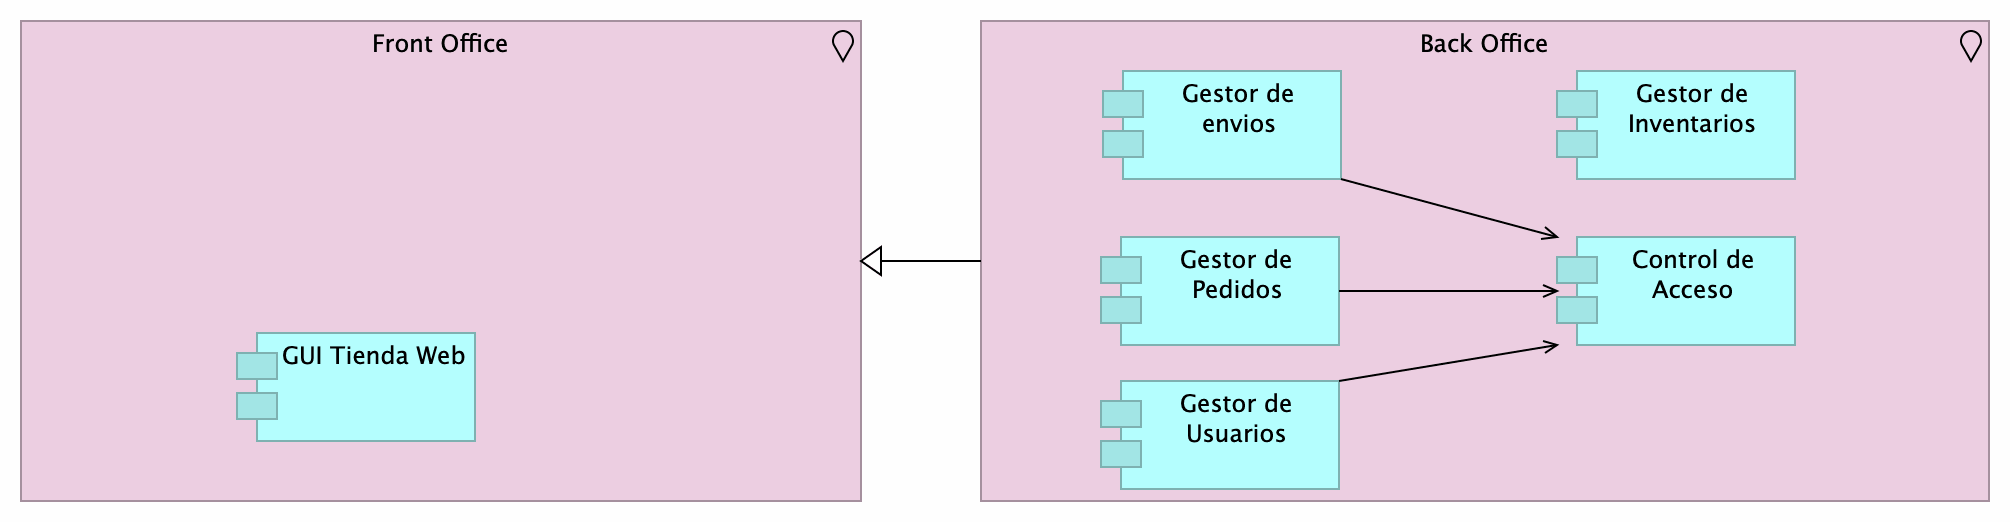 Front Office
GUI Tienda Web
Back Office
Gestor de
envios
Gestor de
Inventarios
Gestor de
Pedidos
Control de
Acceso
Gestor de
Usuarios